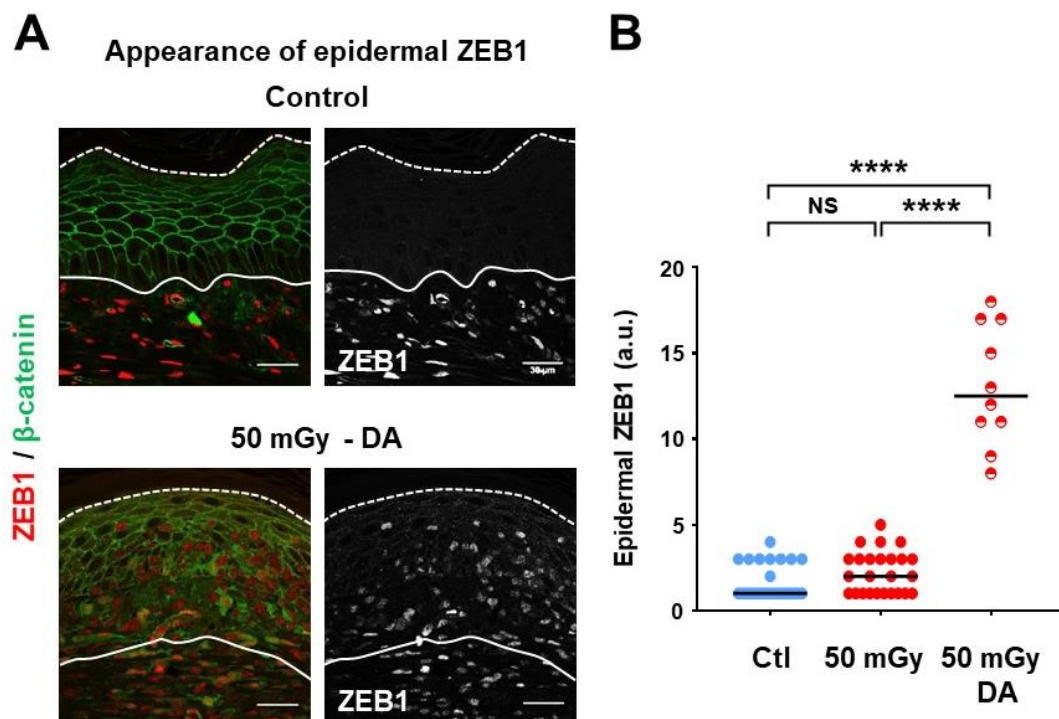 A
Appearance of epidermal ZEB1
Control
ZEB1 / β-catenin
ZEB1
30µm
50 mGy - DA
ZEB1
B
****
NS
****
Epidermal ZEB1 (a.u.)
20
15
10
5
0
Ctl
50 mGy
50 mGy
DA